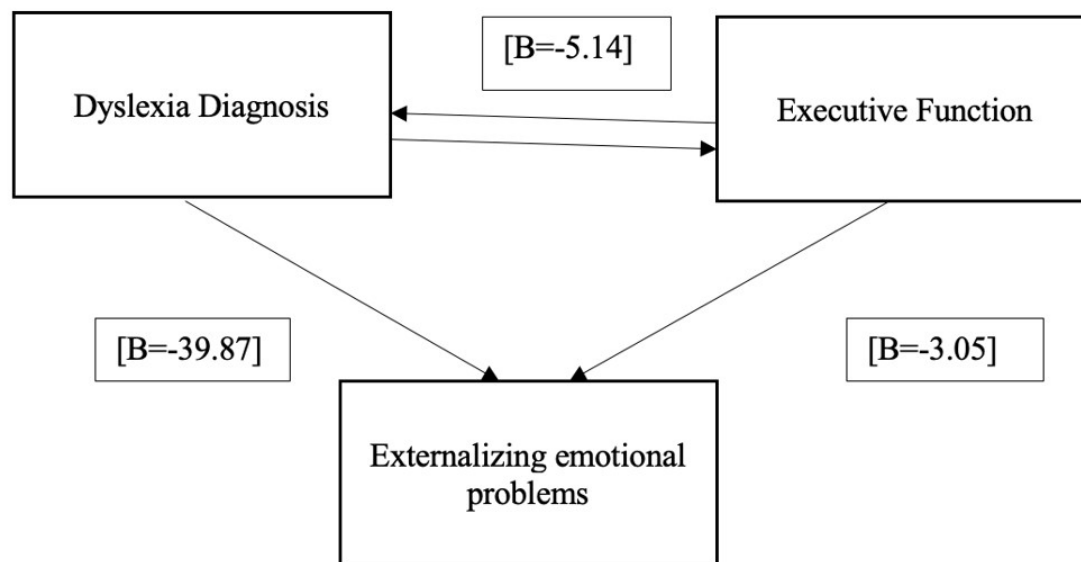 [B=-5.14]
Dyslexia Diagnosis
Executive Function
[B=-39.87]
[B=-3.05]
Externalizing emotional
problems